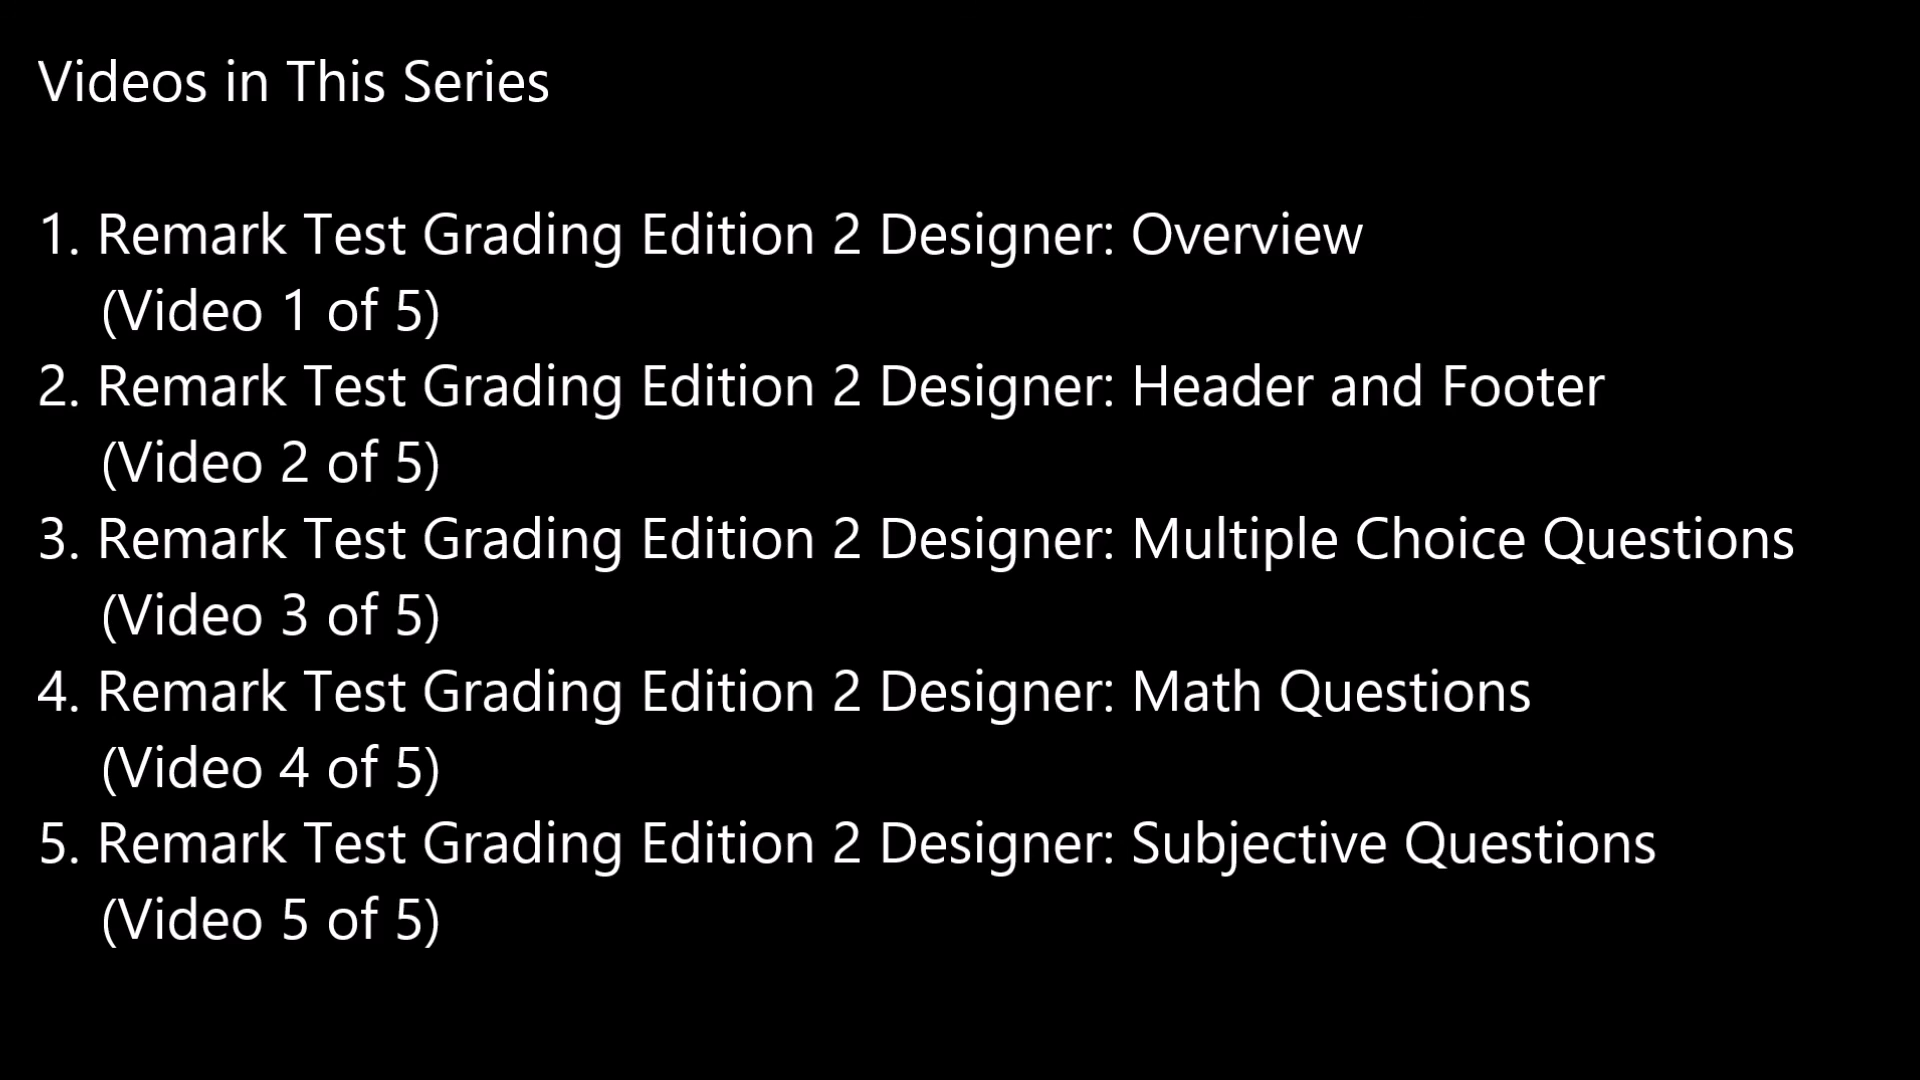 Videos in This Series
1. Remark Test Grading Edition 2 Designer: Overview
(Video 1 of 5)
2. Remark Test Grading Edition 2 Designer: Header and Footer
(Video 2 of 5)
3. Remark Test Grading Edition 2 Designer: Multiple Choice Questions
(Video 3 of 5)
4. Remark Test Grading Edition 2 Designer: Math Questions
(Video 4 of 5)
5. Remark Test Grading Edition 2 Designer: Subjective Questions
(Video 5 of 5)